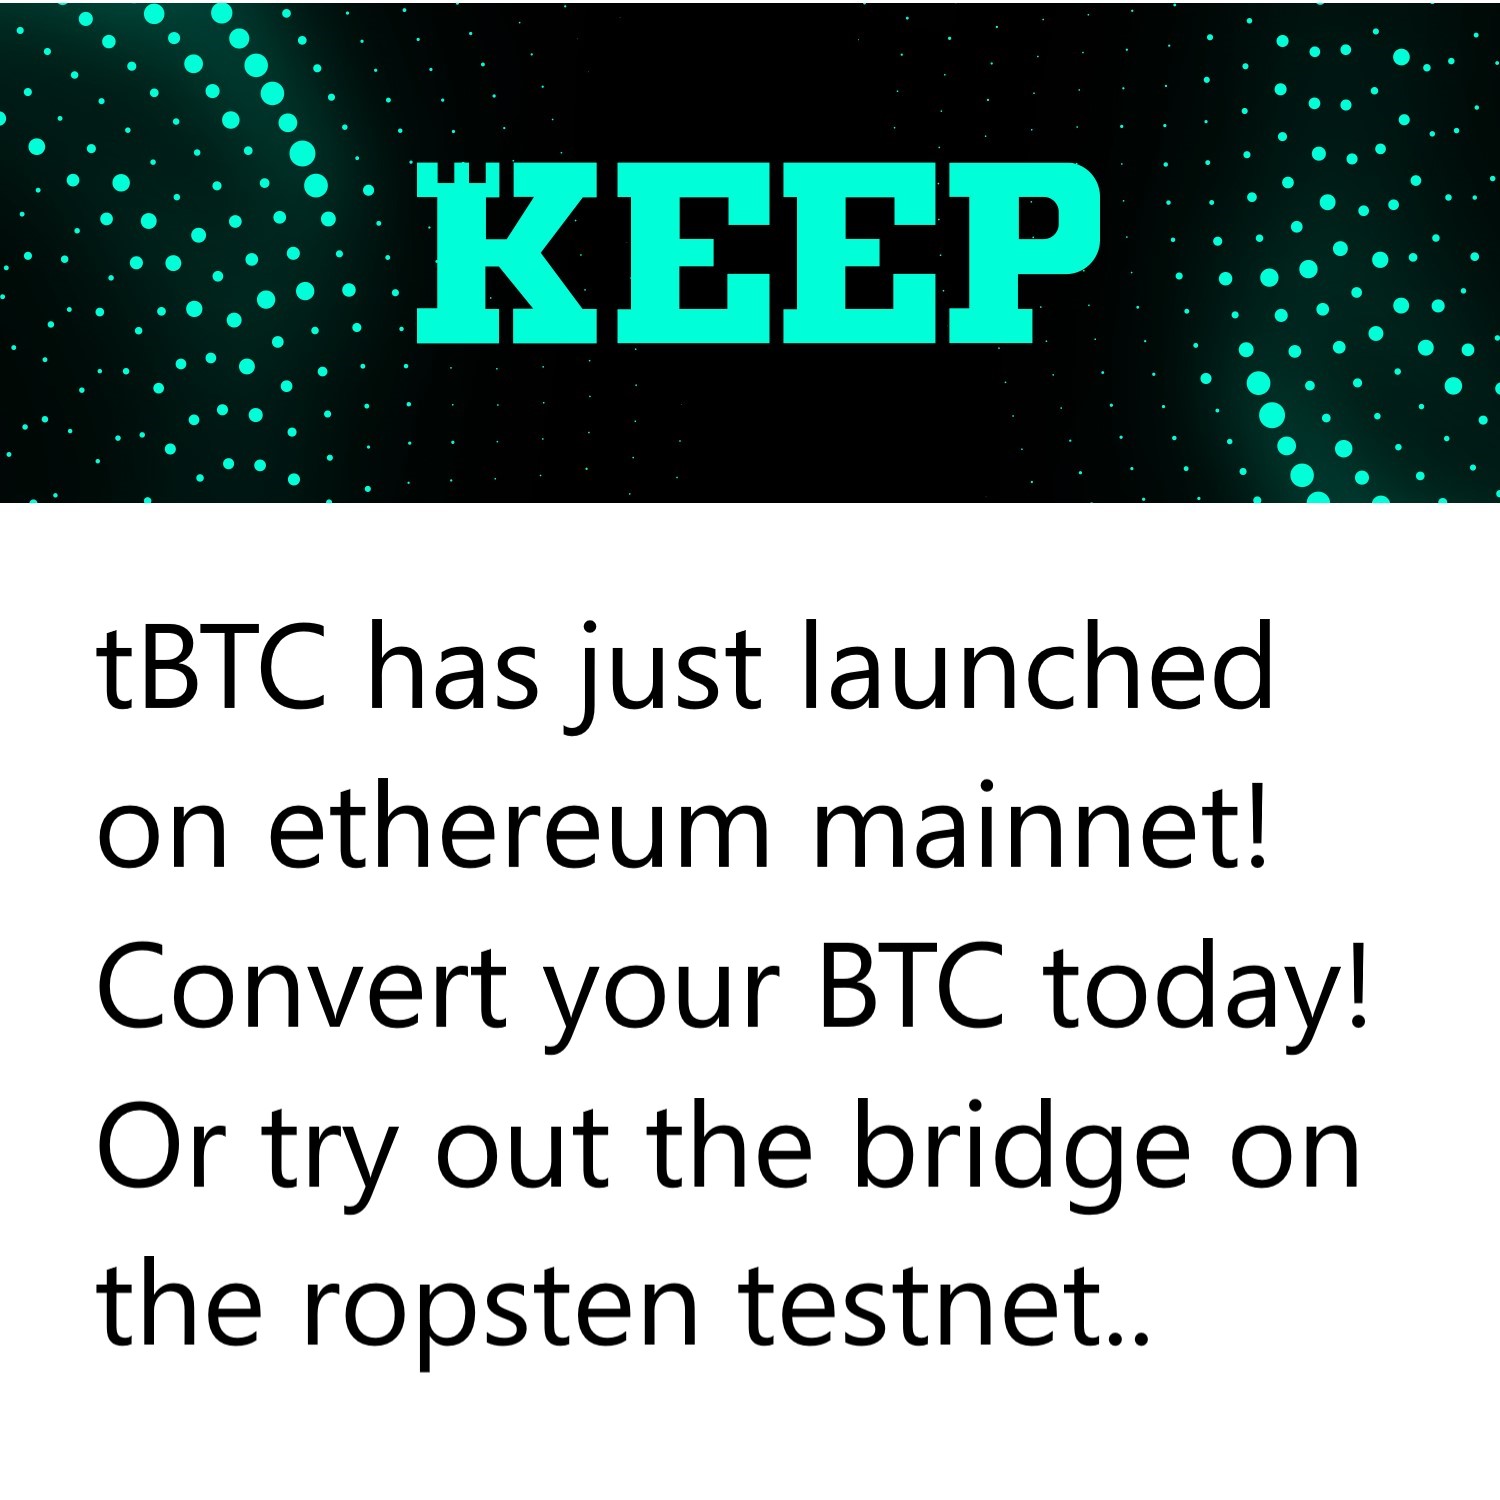 KEEP
tBTC has just launched
on ethereum mainnet!
Convert your BTC today!
Or try out the bridge on
the ropsten testnet..